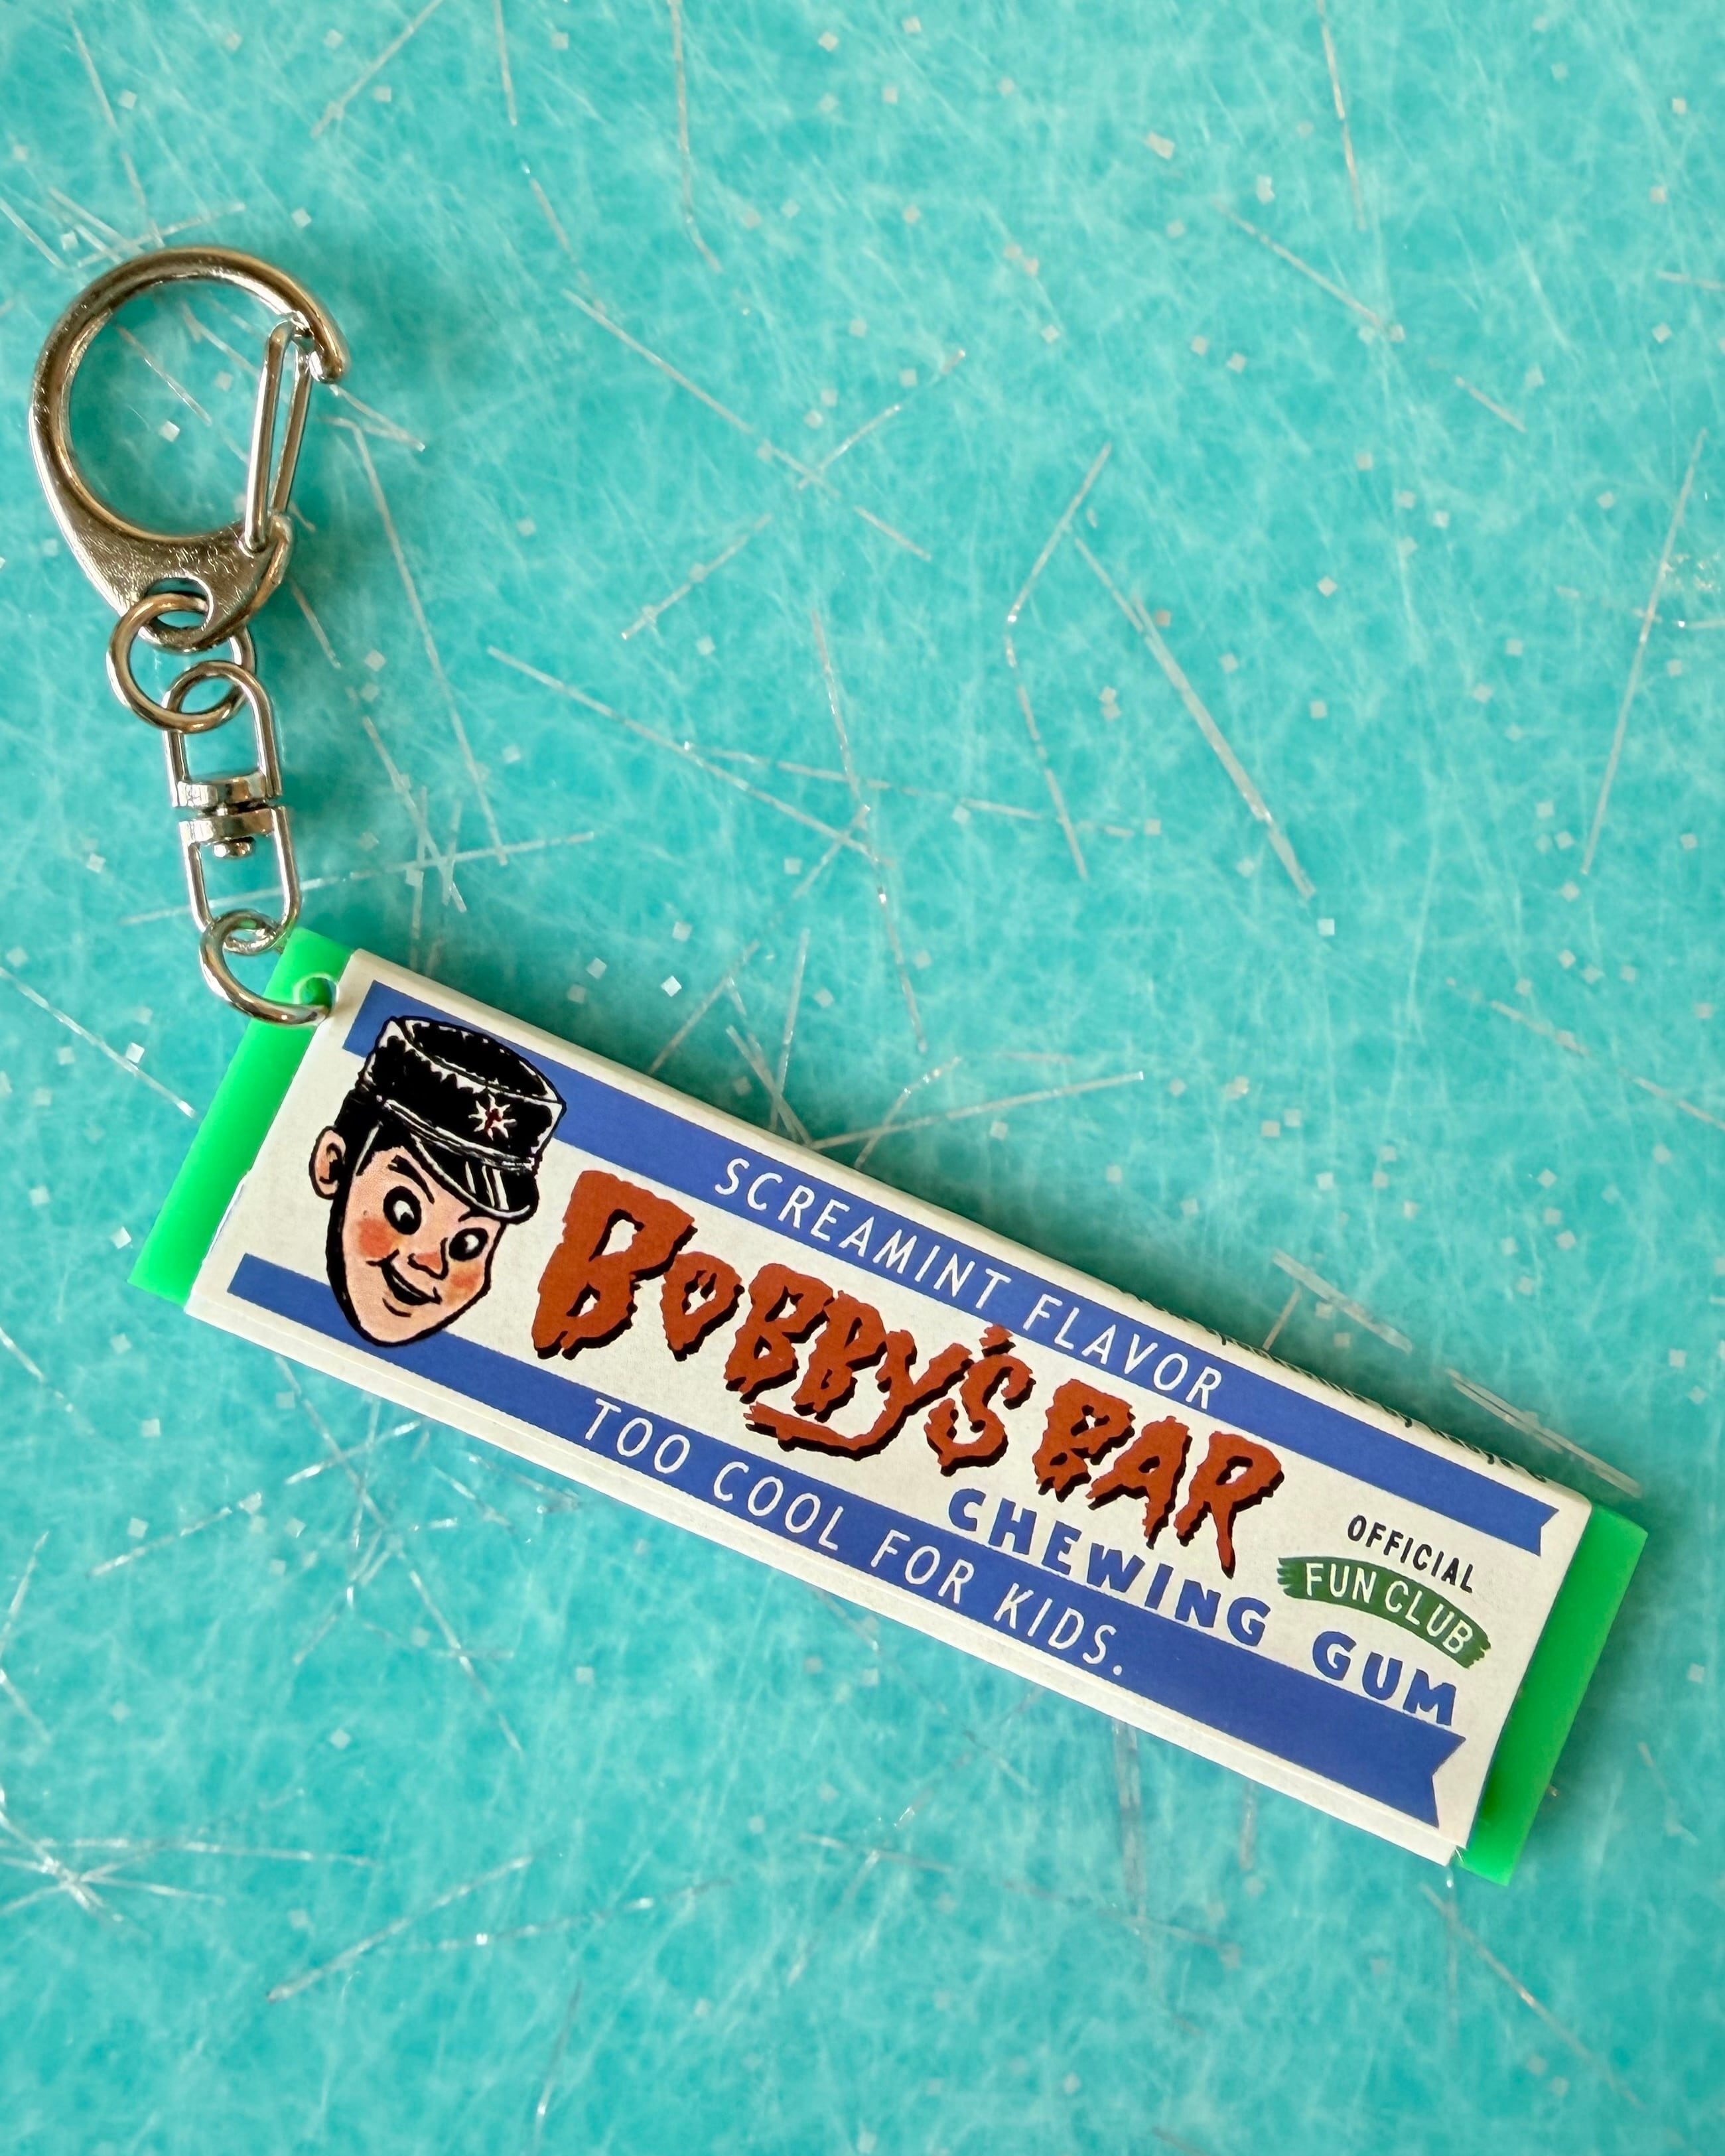 SCREAMINT FLAVOR
BOBBY'S BAR
CHEWING GUM
OFFICIAL
FUN CLUB
TOO COOL FOR KIDS.